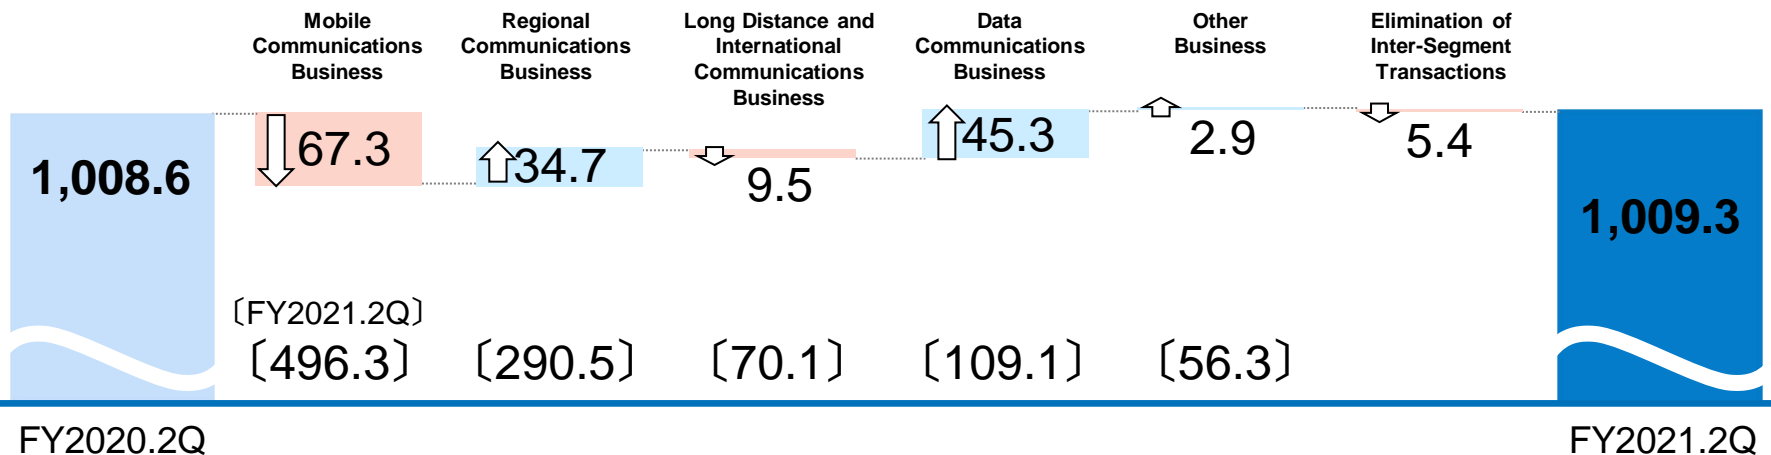 Mobile
Communications
Business
Regional
Communications
Business
Long Distance and
International
Communications
Business
Data
Communications
Business
Other
Business
Elimination of
Inter-Segment
Transactions
1,008.6
67.3
34.7
9.5
45.3
2.9
5.4
1,009.3
〔FY2021.2Q〕
〔496.3〕
〔290.5〕
〔70.1〕
〔109.1〕
〔56.3〕
FY2020.2Q
FY2021.2Q